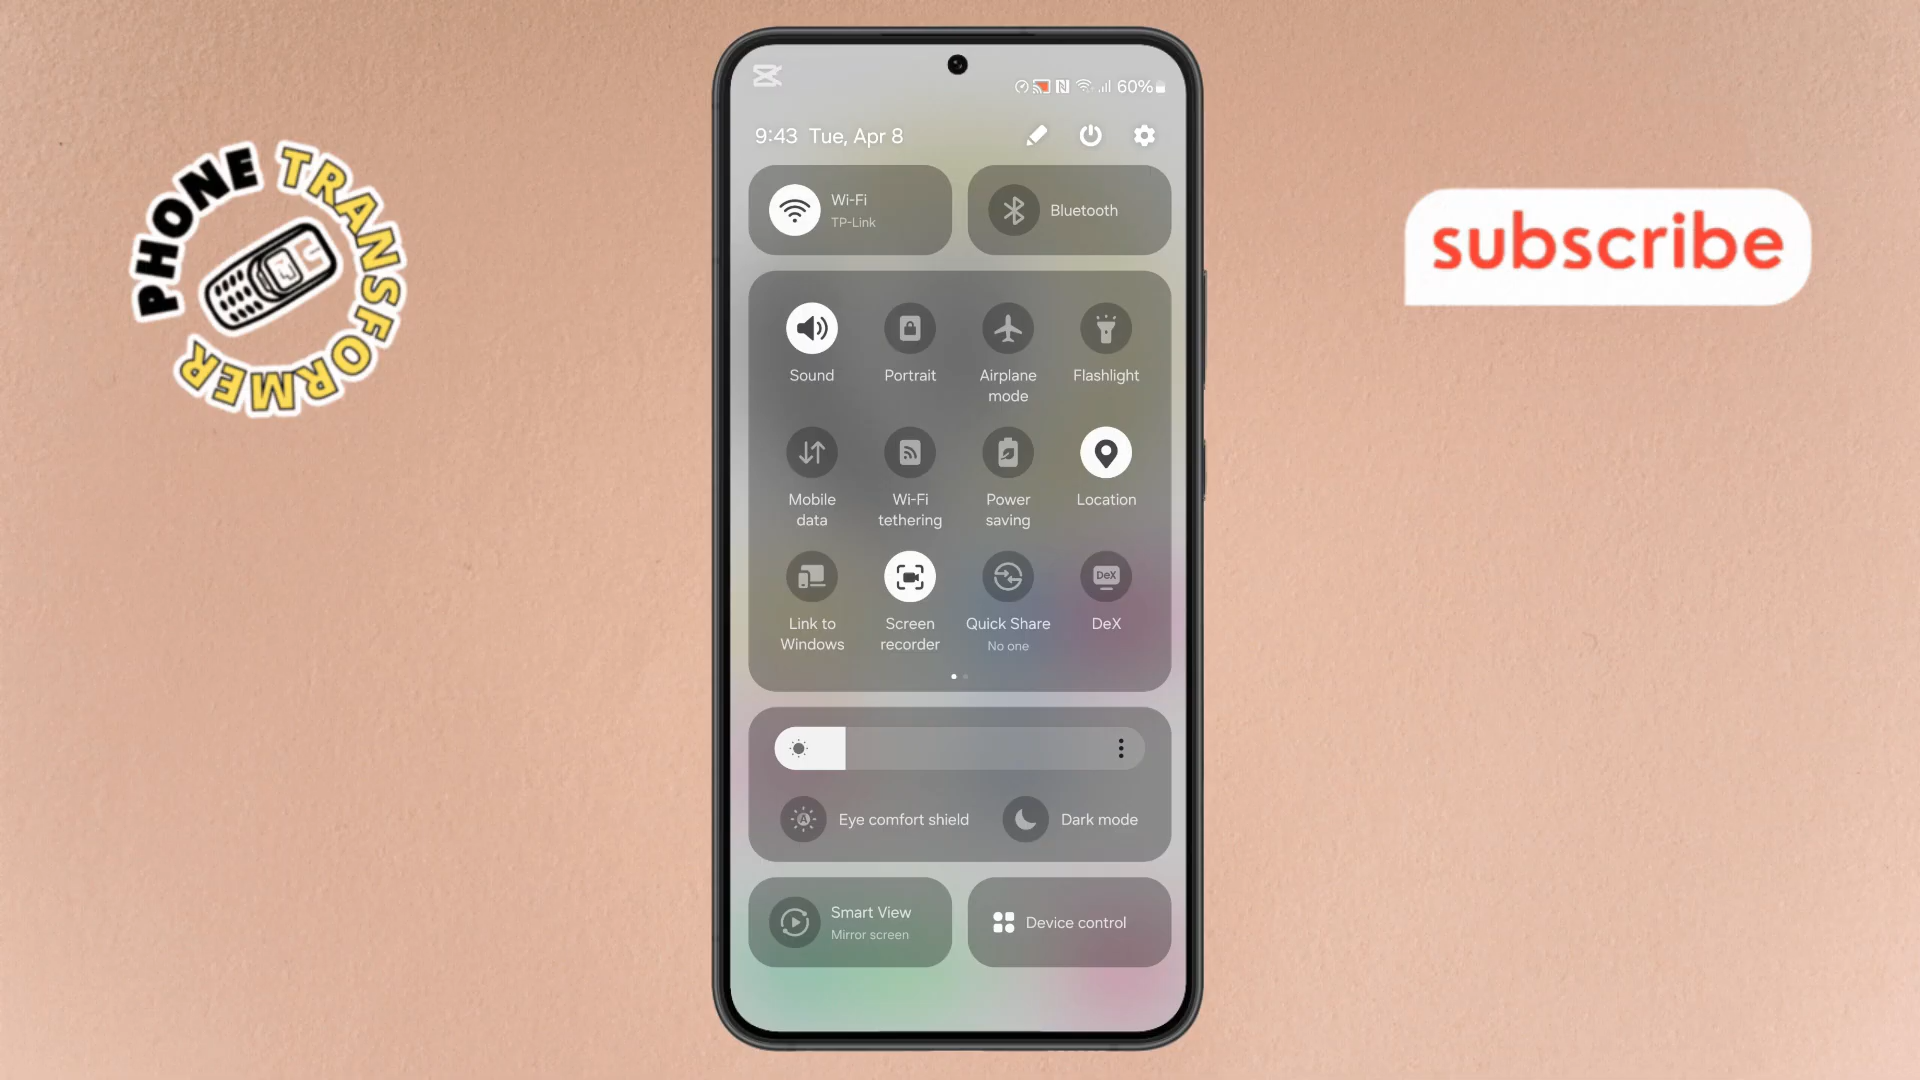 PHONE TRANSFORMER
subscribe
60%
9:43 Tue, Apr 8
Wi-Fi
TP-Link
Bluetooth
Sound
Portrait
Airplane
mode
Flashlight
Mobile
data
Wi-Fi
tethering
Power
saving
Location
Link to
Windows
Screen
recorder
Quick Share
No one
DeX
DeX
Eye comfort shield
Dark mode
Smart View
Mirror screen
Device control